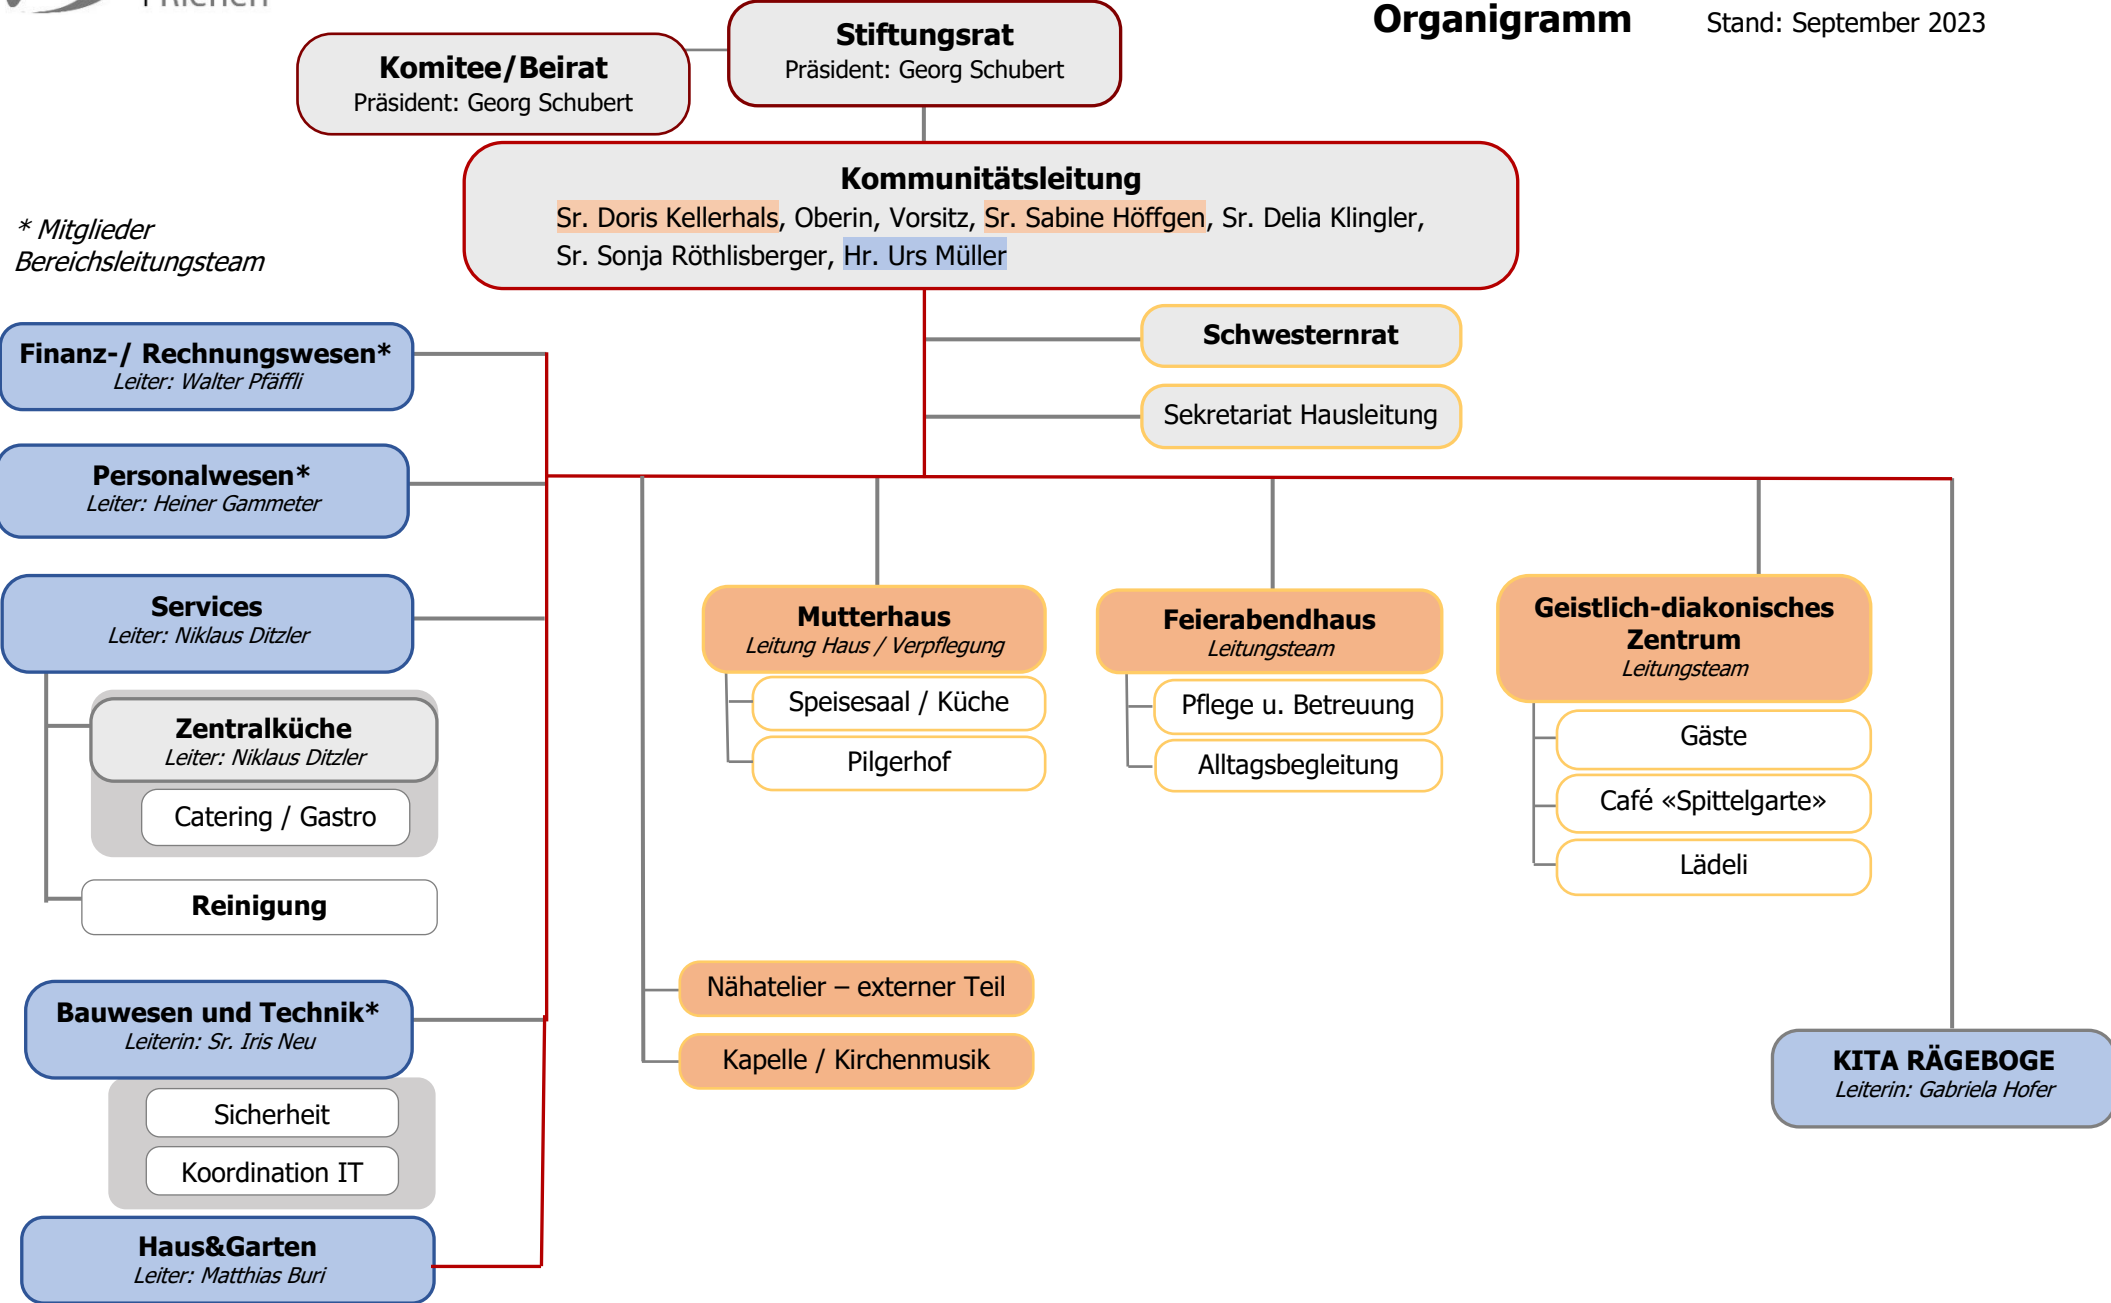 Riehen
Organigramm
Stand: September 2023
Stiftungsrat
Präsident: Georg Schubert
Komitee/Beirat
Präsident: Georg Schubert
Kommunitätsleitung
Sr. Doris Kellerhals, Oberin, Vorsitz, Sr. Sabine Höffgen, Sr. Delia Klingler,
Sr. Sonja Röthlisberger, Hr. Urs Müller
* Mitglieder
Bereichsleitungsteam
Schwesternrat
Sekretariat Hausleitung
Finanz-/ Rechnungswesen*
Leiter: Walter Pfäffli
Personalwesen*
Leiter: Heiner Gammeter
Services
Leiter: Niklaus Ditzler
Zentralküche
Leiter: Niklaus Ditzler
Catering / Gastro
Reinigung
Bauwesen und Technik*
Leiterin: Sr. Iris Neu
Sicherheit
Koordination IT
Haus&Garten
Leiter: Matthias Buri
Mutterhaus
Leitung Haus / Verpflegung
Speisesaal / Küche
Pilgerhof
Nähatelier – externer Teil
Kapelle / Kirchenmusik
Feierabendhaus
Leitungsteam
Pflege u. Betreuung
Alltagsbegleitung
Geistlich-diakonisches
Zentrum
Leitungsteam
Gäste
Café «Spittelgarte»
Lädeli
KITA RÄGEBOGE
Leiterin: Gabriela Hofer